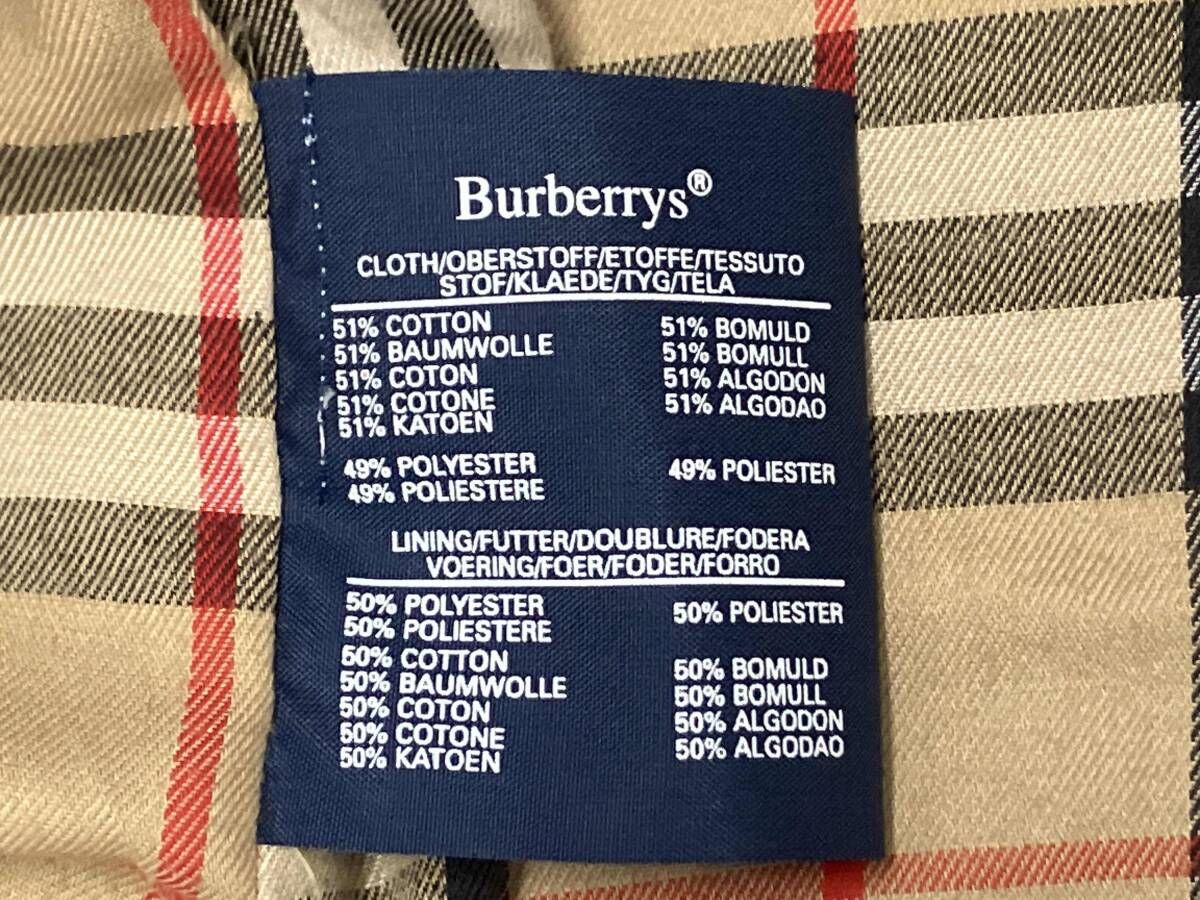 Burberrys®
CLOTH/OBERSTOFF/ETOFFE/TESSUTO
STOF/KLAEDE/TYG/TELA
51% COTTON
51% BAUMWOLLE
51% COTON
51% COTONE
51% KATOEN
51% BOMULD
51% BOMULL
51% ALGODON
51% ALGODAO
49% POLYESTER
49% POLIESTERE
49% POLIESTER
LINING/FUTTER/DOUBLURE/FODERA
VOERING/FOER/FODER/FORRO
50% POLYESTER
50% POLIESTERE
50% COTTON
50% BAUMWOLLE
50% COTON
50% COTONE
50% KATOEN
50% POLIESTER
50% BOMULD
50% BOMULL
50% ALGODON
50% ALGODAO